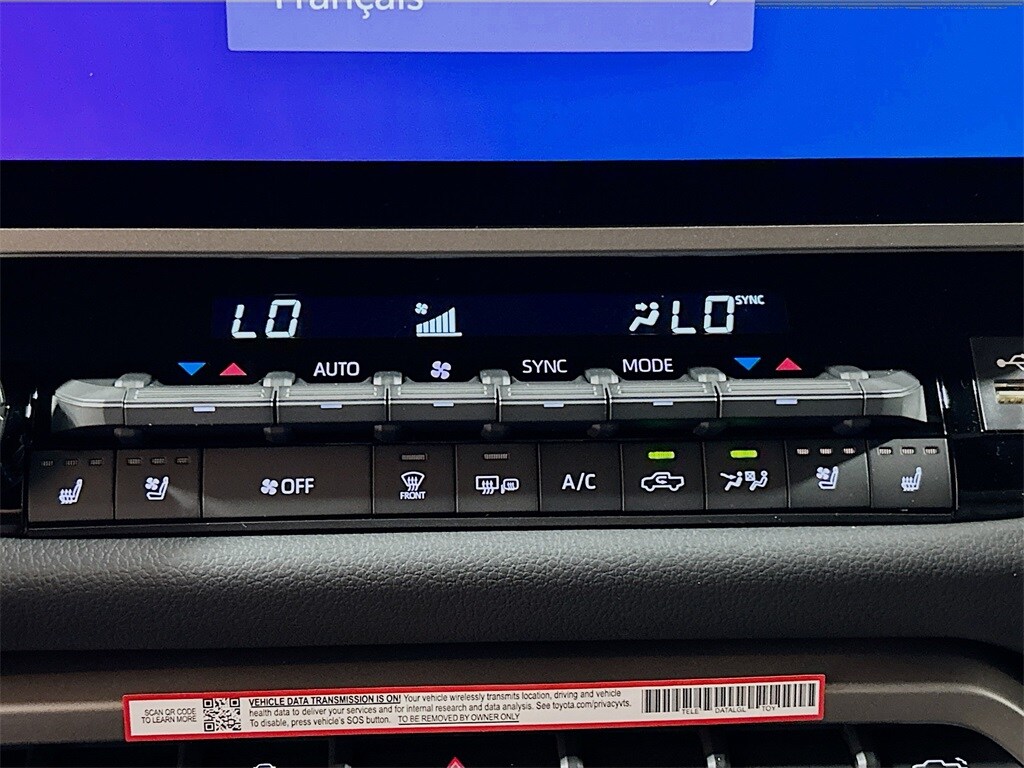 Français
LO LO SYNC
AUTO SYNC MODE
OFF FRONT A/C
SCAN QR CODE
TO LEARN MORE
VEHICLE DATA TRANSMISSION IS ON! Your vehicle wirelessly transmits location, driving and vehicle
health data to deliver your services and for internal research and data analysis. See toyota.com/privacyvts.
To disable, press vehicle's SOS button. TO BE REMOVED BY OWNER ONLY
TELE DATALGL TOY